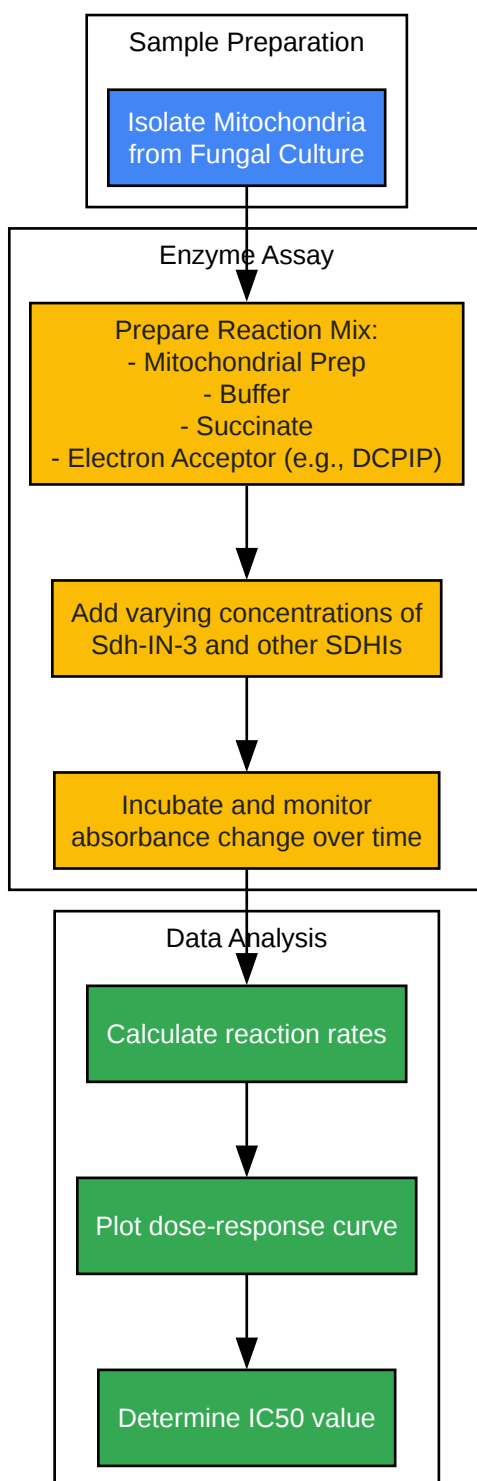 Sample Preparation
Isolate Mitochondria
from Fungal Culture
Enzyme Assay
Prepare Reaction Mix:
- Mitochondrial Prep
- Buffer
- Succinate
- Electron Acceptor (e.g., DCPIP)
Add varying concentrations of
Sdh-IN-3 and other SDHIs
Incubate and monitor
absorbance change over time
Data Analysis
Calculate reaction rates
Plot dose-response curve
Determine IC50 value